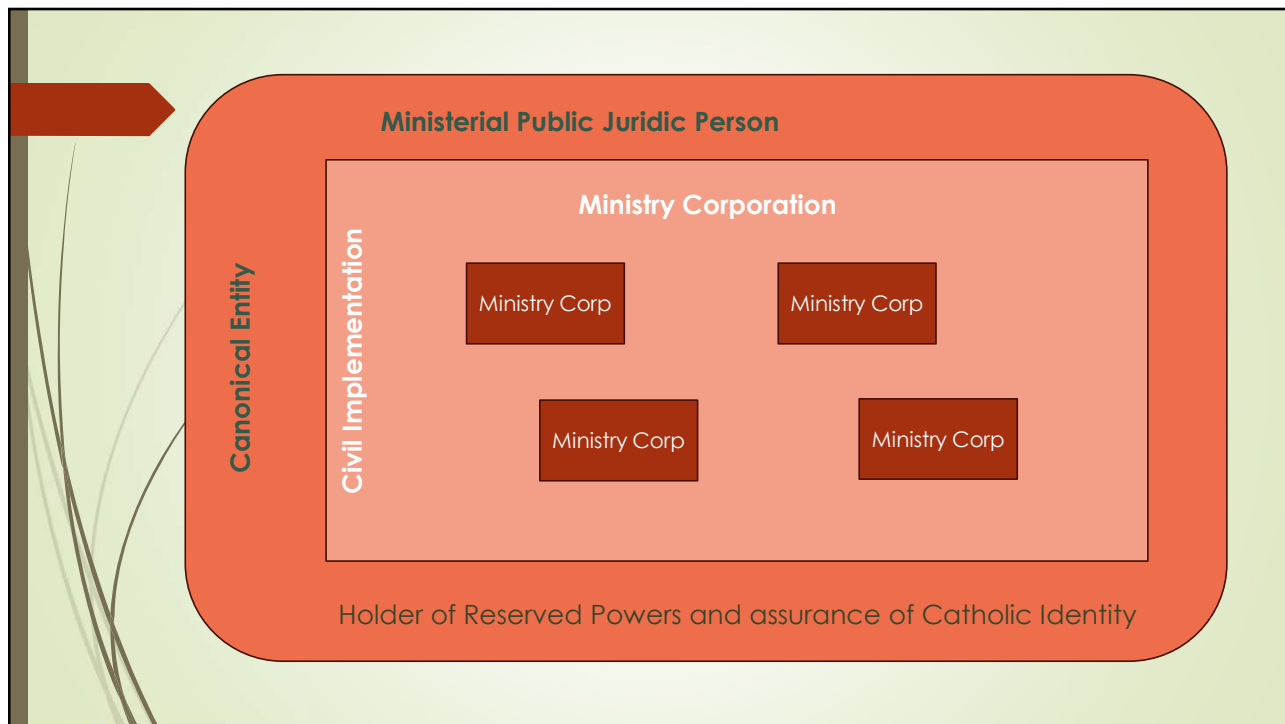 Ministerial Public Juridic Person
Canonical Entity
Ministry Corporation
Civil Implementation
Ministry Corp
Ministry Corp
Ministry Corp
Ministry Corp
Holder of Reserved Powers and assurance of Catholic Identity